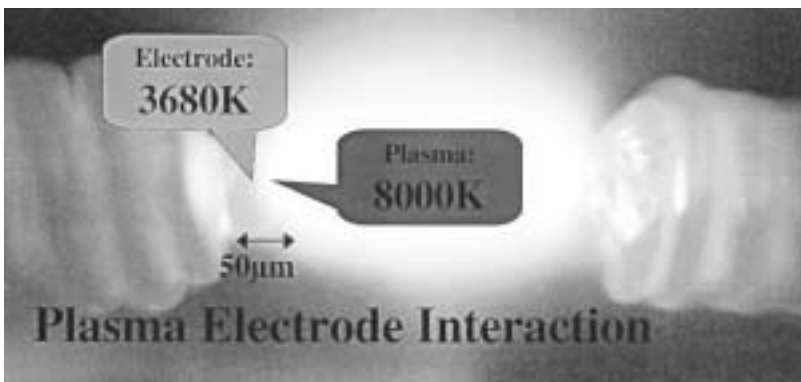 Electrode:
3680K
Plasma:
8000K
50μm
Plasma Electrode Interaction